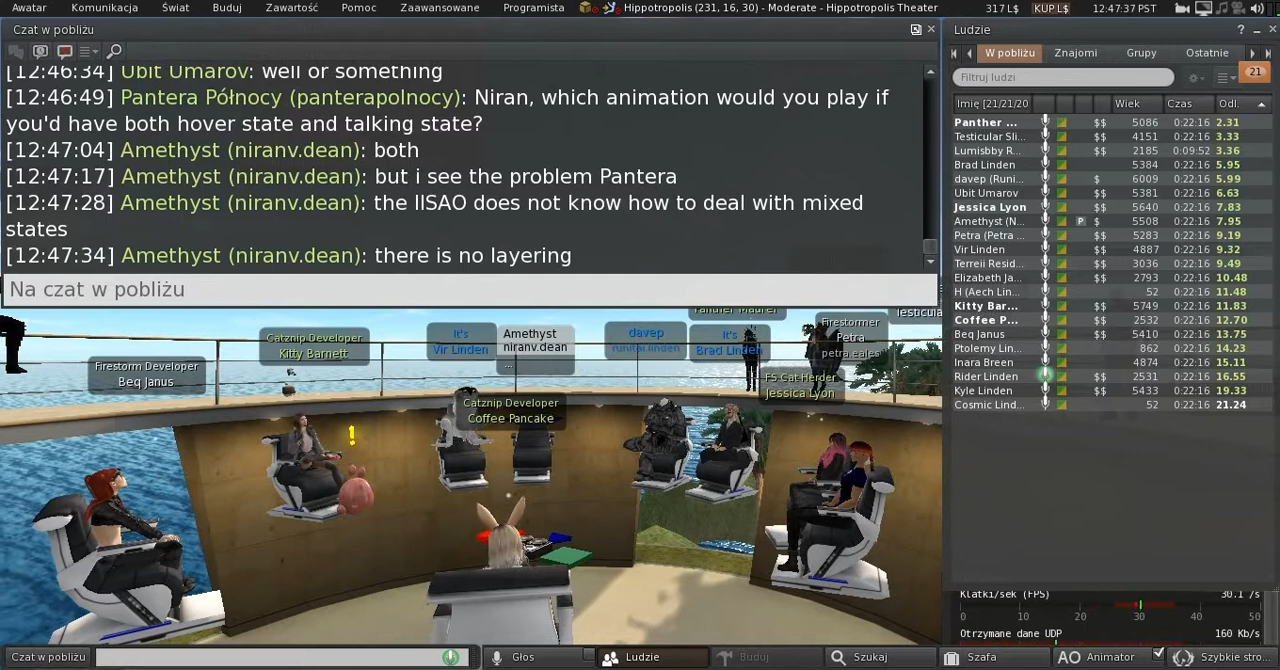 Awatar Komunikacja Świat Buduj Zawartość Pomoc Zaawansowane Programista Hippotropolis (231, 16, 30) - Moderate - Hippotropolis Theater 317 L$ KUP L$ 12:47:37 PST
Czat w pobliżu
[12:46:34] Ubit Umarov: well or something
[12:46:49] Pantera Północy (panterapolnocy): Niran, which animation would you play if
you'd have both hover state and talking state?
[12:47:04] Amethyst (niranv.dean): both
[12:47:17] Amethyst (niranv.dean): but i see the problem Pantera
[12:47:28] Amethyst (niranv.dean): the llSAO does not know how to deal with mixed
states
[12:47:34] Amethyst (niranv.dean): there is no layering
Na czat w pobliżu
Firestorm Developer
Beq Janus
Catznip Developer
Kitty Barnett
It's
Vir Linden
Amethyst
niranv.dean
...
Catznip Developer
Coffee Pancake
davep
It's
Brad Linden
Firestormer
Petra
petra.eales
FS Cat Herder
Jessica Lyon
Ludzie
W pobliżu Znajomi Grupy Ostatnie
Filtruj ludzi
21
Imię [21/21/20 Wiek Czas Odl.
Panther ... $$ 5086 0:22:16 2.31
Testicular Sli... $$ 4151 0:22:16 3.33
Lumisbby R... $$ 2185 0:09:52 3.36
Brad Linden 5384 0:22:16 5.95
davep (Runi... $ 6009 0:22:16 5.99
Ubit Umarov $$ 5381 0:22:16 6.63
Jessica Lyon $$ 5640 0:22:16 7.83
Amethyst (N... P $ 5508 0:22:16 7.95
Petra (Petra ... $$ 5283 0:22:16 9.19
Vir Linden $$ 4887 0:22:16 9.32
Terreii Resid... $$ 3036 0:22:16 9.49
Elizabeth Ja... $$ 2793 0:22:16 10.48
H (Aech Lin... 52 0:22:16 11.48
Kitty Bar... $$ 5749 0:22:16 11.83
Coffee P... $$ 2532 0:22:16 12.70
Beq Janus $$ 5410 0:22:16 13.75
Ptolemy Lin... 862 0:22:16 14.23
Inara Breen 4874 0:22:16 15.11
Rider Linden $$ 2531 0:22:16 16.55
Kyle Linden $$ 5433 0:22:16 19.33
Cosmic Lind... 52 0:22:16 21.24
Klatki/sek (FPS) 30.1 /s
0 10 20 30 40 50
Otrzymane dane UDP 160 Kb/s
Czat w pobliżu Głos Ludzie Buduj Szukaj Szafa AO Animator Szybkie stro...